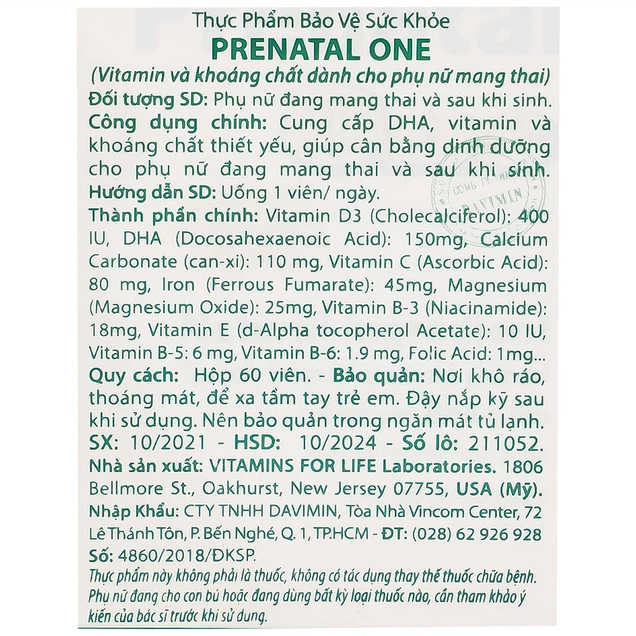 Thực Phẩm Bảo Vệ Sức Khỏe
PRENATAL ONE
(Vitamin và khoáng chất dành cho phụ nữ mang thai)
Đối tượng SD: Phụ nữ đang mang thai và sau khi sinh.
Công dụng chính: Cung cấp DHA, vitamin và
khoáng chất thiết yếu, giúp cân bằng dinh dưỡng
cho phụ nữ đang mang thai và sau khi sinh.
Hướng dẫn SD: Uống 1 viên/ ngày.
Thành phần chính: Vitamin D3 (Cholecalciferol): 400
IU, DHA (Docosahexaenoic Acid): 150mg, Calcium
Carbonate (can-xi): 110 mg, Vitamin C (Ascorbic Acid):
80 mg, Iron (Ferrous Fumarate): 45mg, Magnesium
(Magnesium Oxide): 25mg, Vitamin B-3 (Niacinamide):
18mg, Vitamin E (d-Alpha tocopherol Acetate): 10 IU,
Vitamin B-5: 6 mg, Vitamin B-6: 1.9 mg, Folic Acid: 1mg...
Quy cách: Hộp 60 viên. - Bảo quản: Nơi khô ráo,
thoáng mát, để xa tầm tay trẻ em. Đậy nắp kỹ sau
khi sử dụng. Nên bảo quản trong ngăn mát tủ lạnh.
SX: 10/2021 - HSD: 10/2024 - Số lô: 211052.
Nhà sản xuất: VITAMINS FOR LIFE Laboratories. 1806
Bellmore St., Oakhurst, New Jersey 07755, USA (Mỹ).
Nhập Khẩu: CTY TNHH DAVIMIN, Tòa Nhà Vincom Center, 72
Lê Thánh Tôn, P. Bến Nghé, Q. 1, TP.HCM - ĐT: (028) 62 926 928
Số: 4860/2018/ĐKSP.
Thực phẩm này không phải là thuốc, không có tác dụng thay thế thuốc chữa bệnh.
Phụ nữ đang cho con bú hoặc đang dùng bất kỳ loại thuốc nào, cần tham khảo ý
kiến của bác sĩ trước khi sử dụng.
DAVIMIN